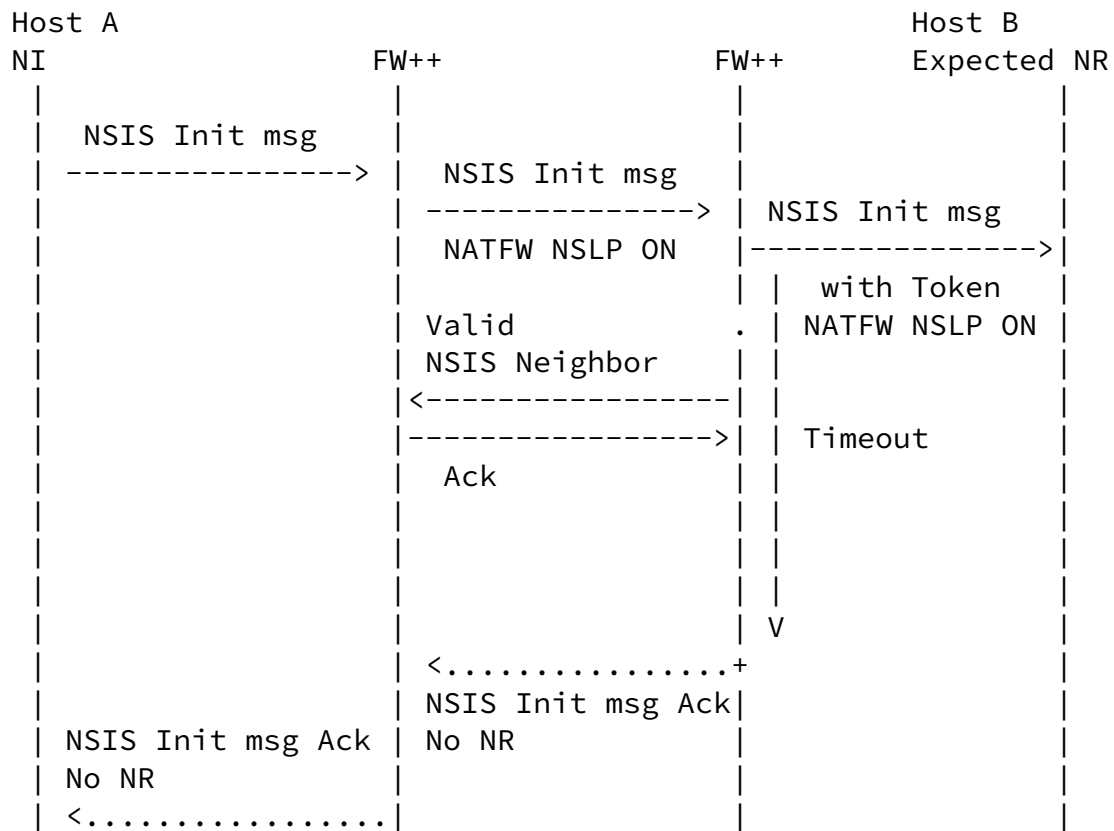 Host A                                                      Host B
NI                      FW++                   FW++         Expected NR
|                       |                      |                     |
|  NSIS Init msg        |                      |                     |
| ----------------> |  NSIS Init msg       |                     |
|                       | ---------------> | NSIS Init msg       |
|                       |  NATFW NSLP ON   |---------------->|
|                       |                      | |  with Token       |
|                       | Valid              . | NATFW NSLP ON |
|                       | NSIS Neighbor    | |                   |
|                       |<-----------------| |                   |
|                       |----------------->| | Timeout           |
|                       |  Ack                 | |                   |
|                       |                      | |                   |
|                       |                      | |                   |
|                       |                      | |                   |
|                       |                      | V                   |
|                       | <................+                     |
|                       | NSIS Init msg Ack|                     |
| NSIS Init msg Ack | No NR                |                     |
| No NR                 |                      |                     |
| <.................|                      |                     |